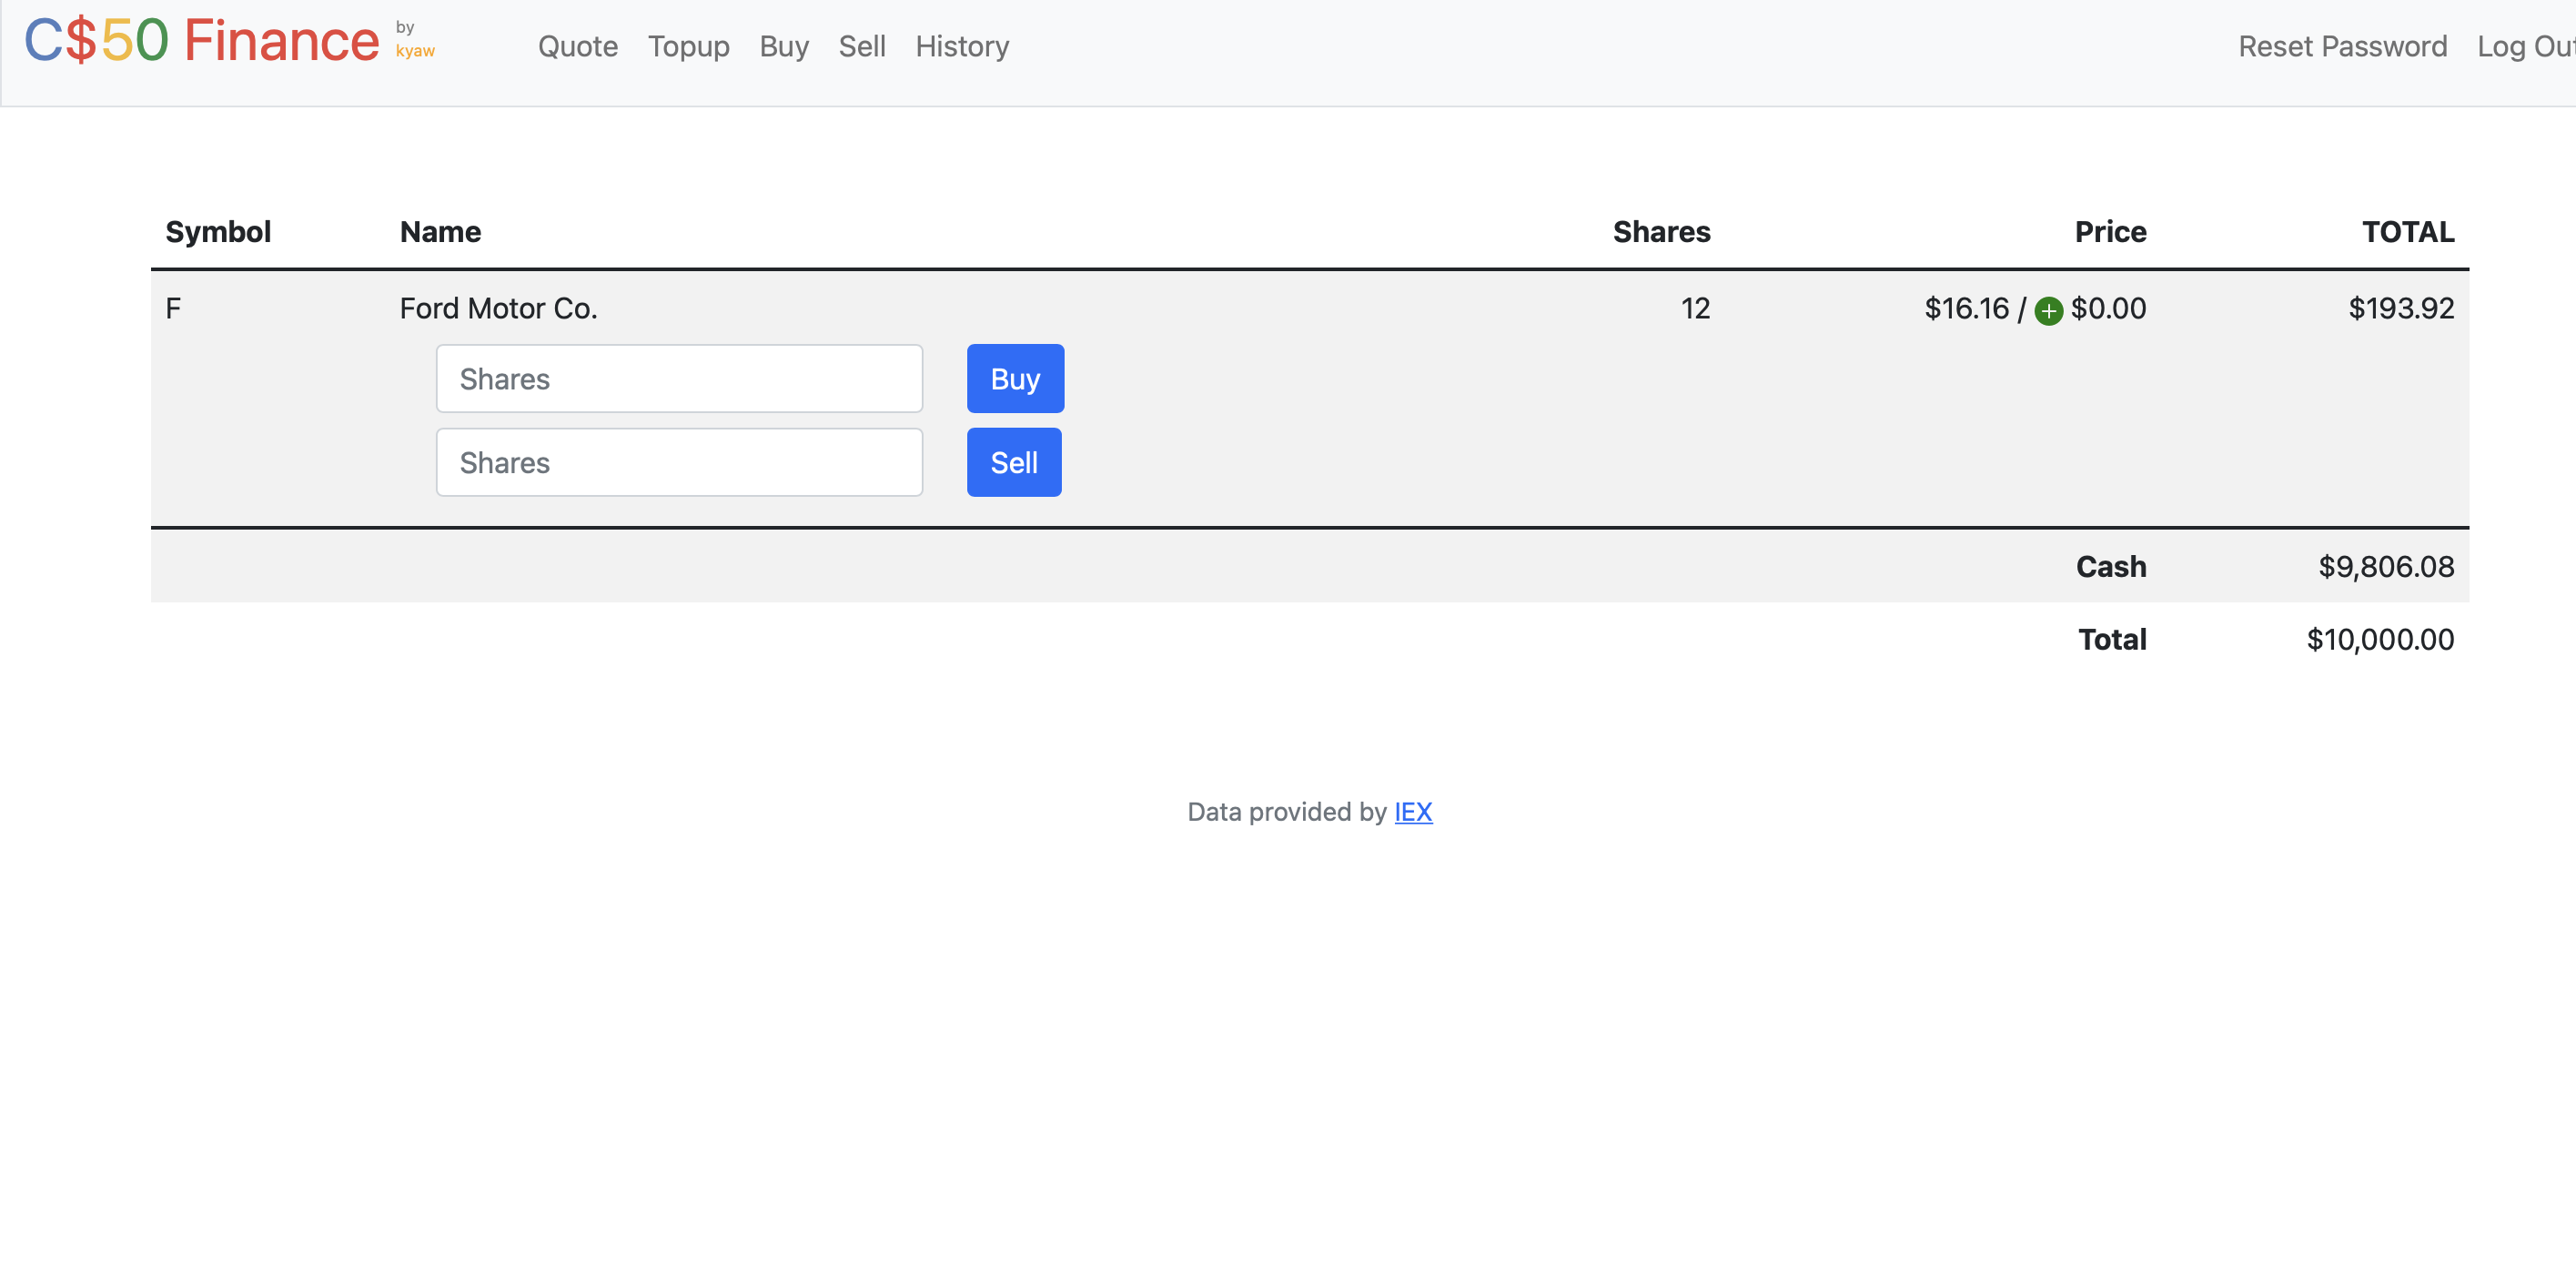 C$50 Finance by kyaw Quote Topup Buy Sell History Reset Password Log Out
Symbol Name Shares Price TOTAL
F Ford Motor Co. 12 $16.16 / + $0.00 $193.92
Shares Buy
Shares Sell
Cash $9,806.08
Total $10,000.00
Data provided by IEX